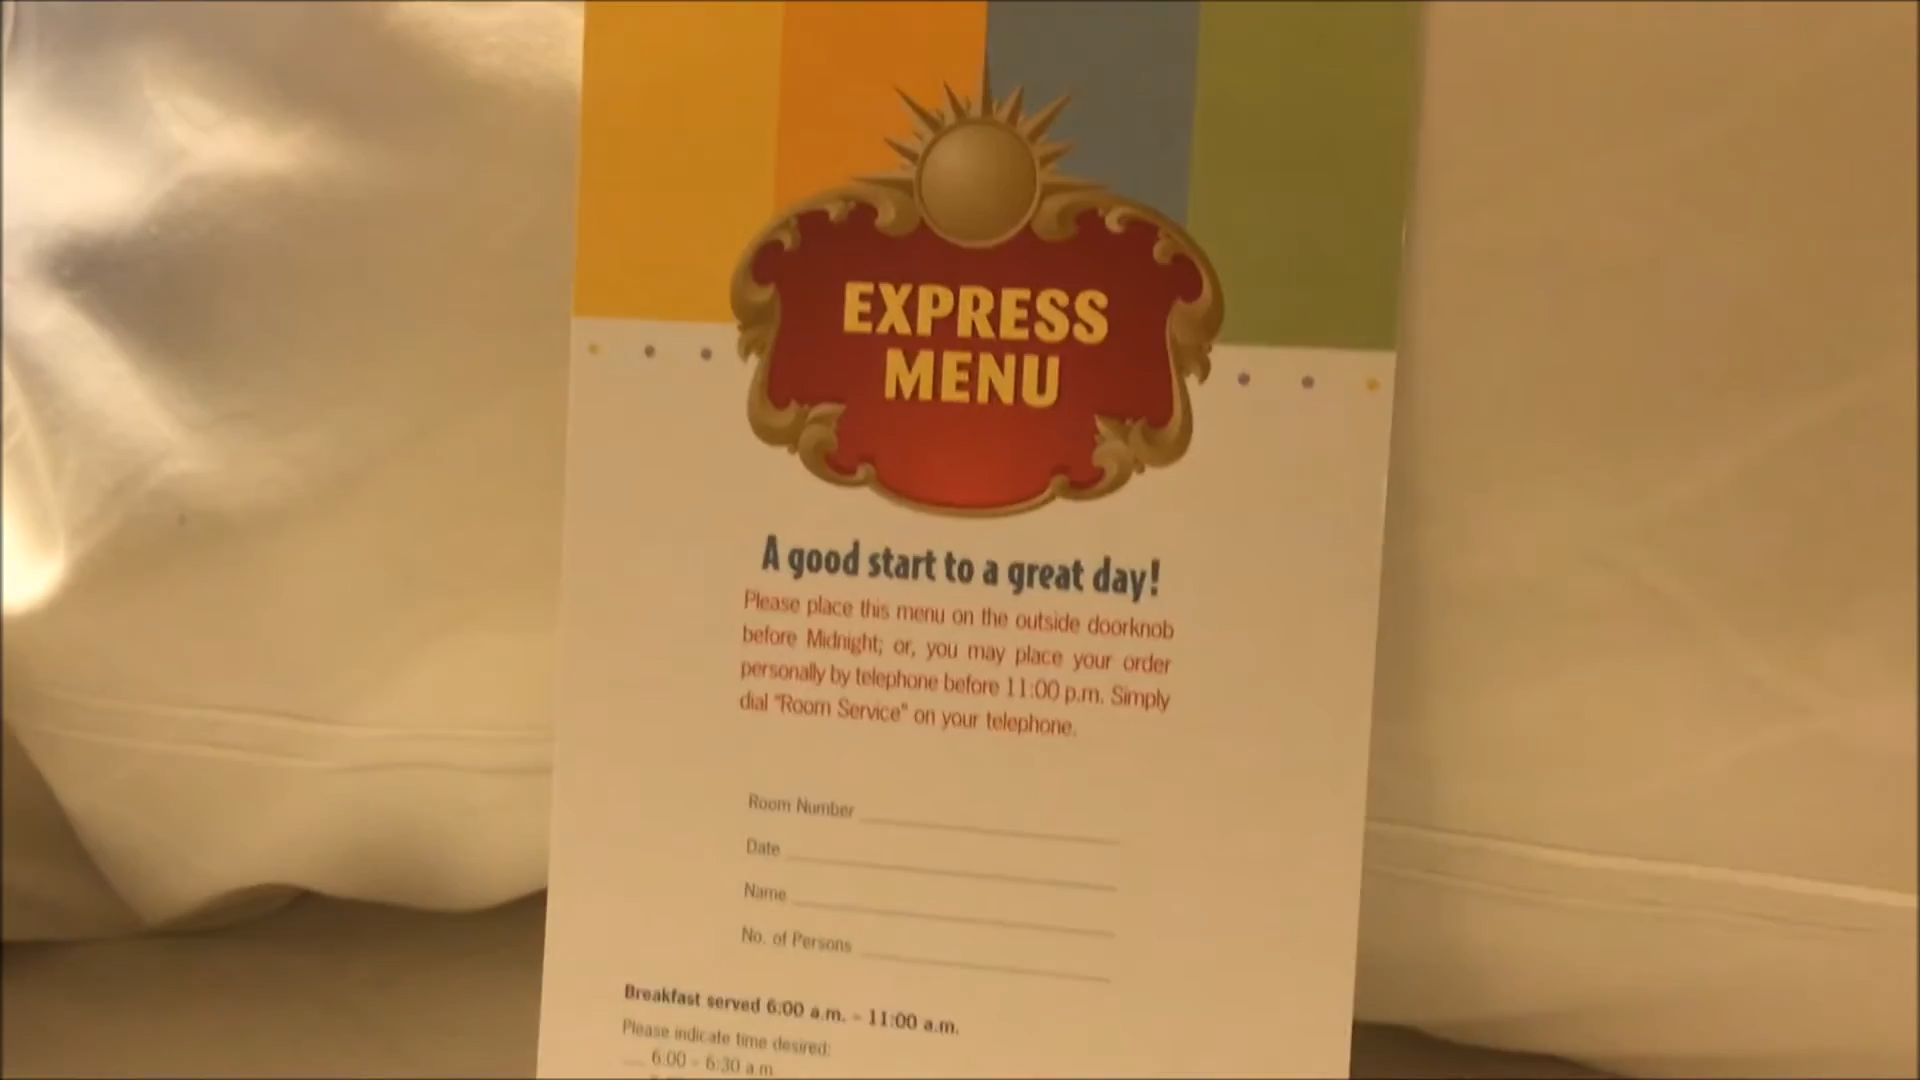 EXPRESS
MENU
A good start to a great day!
Please place this menu on the outside doorknob
before Midnight; or, you may place your order
personally by telephone before 11:00 p.m. Simply
dial "Room Service" on your telephone.
Room Number
Date
Name
No. of Persons
Breakfast served 6:00 a.m. - 11:00 a.m.
Please indicate time desired:
6:00 - 6:30 a.m.